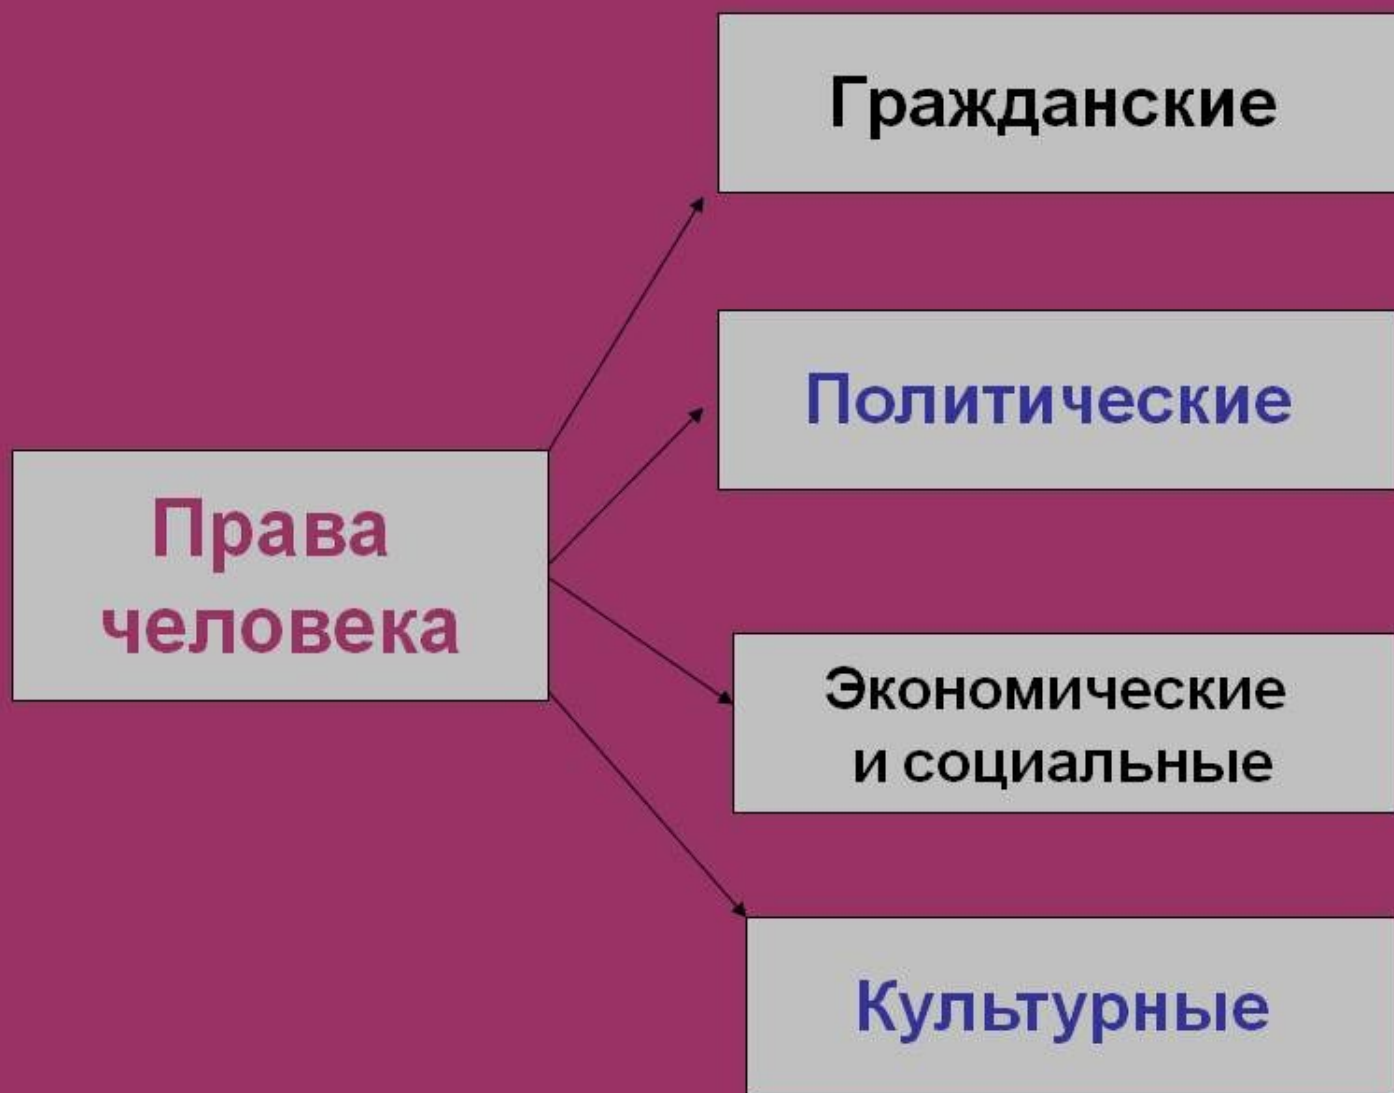 Гражданские
Политические
Права
человека
Экономические
и социальные
Культурные